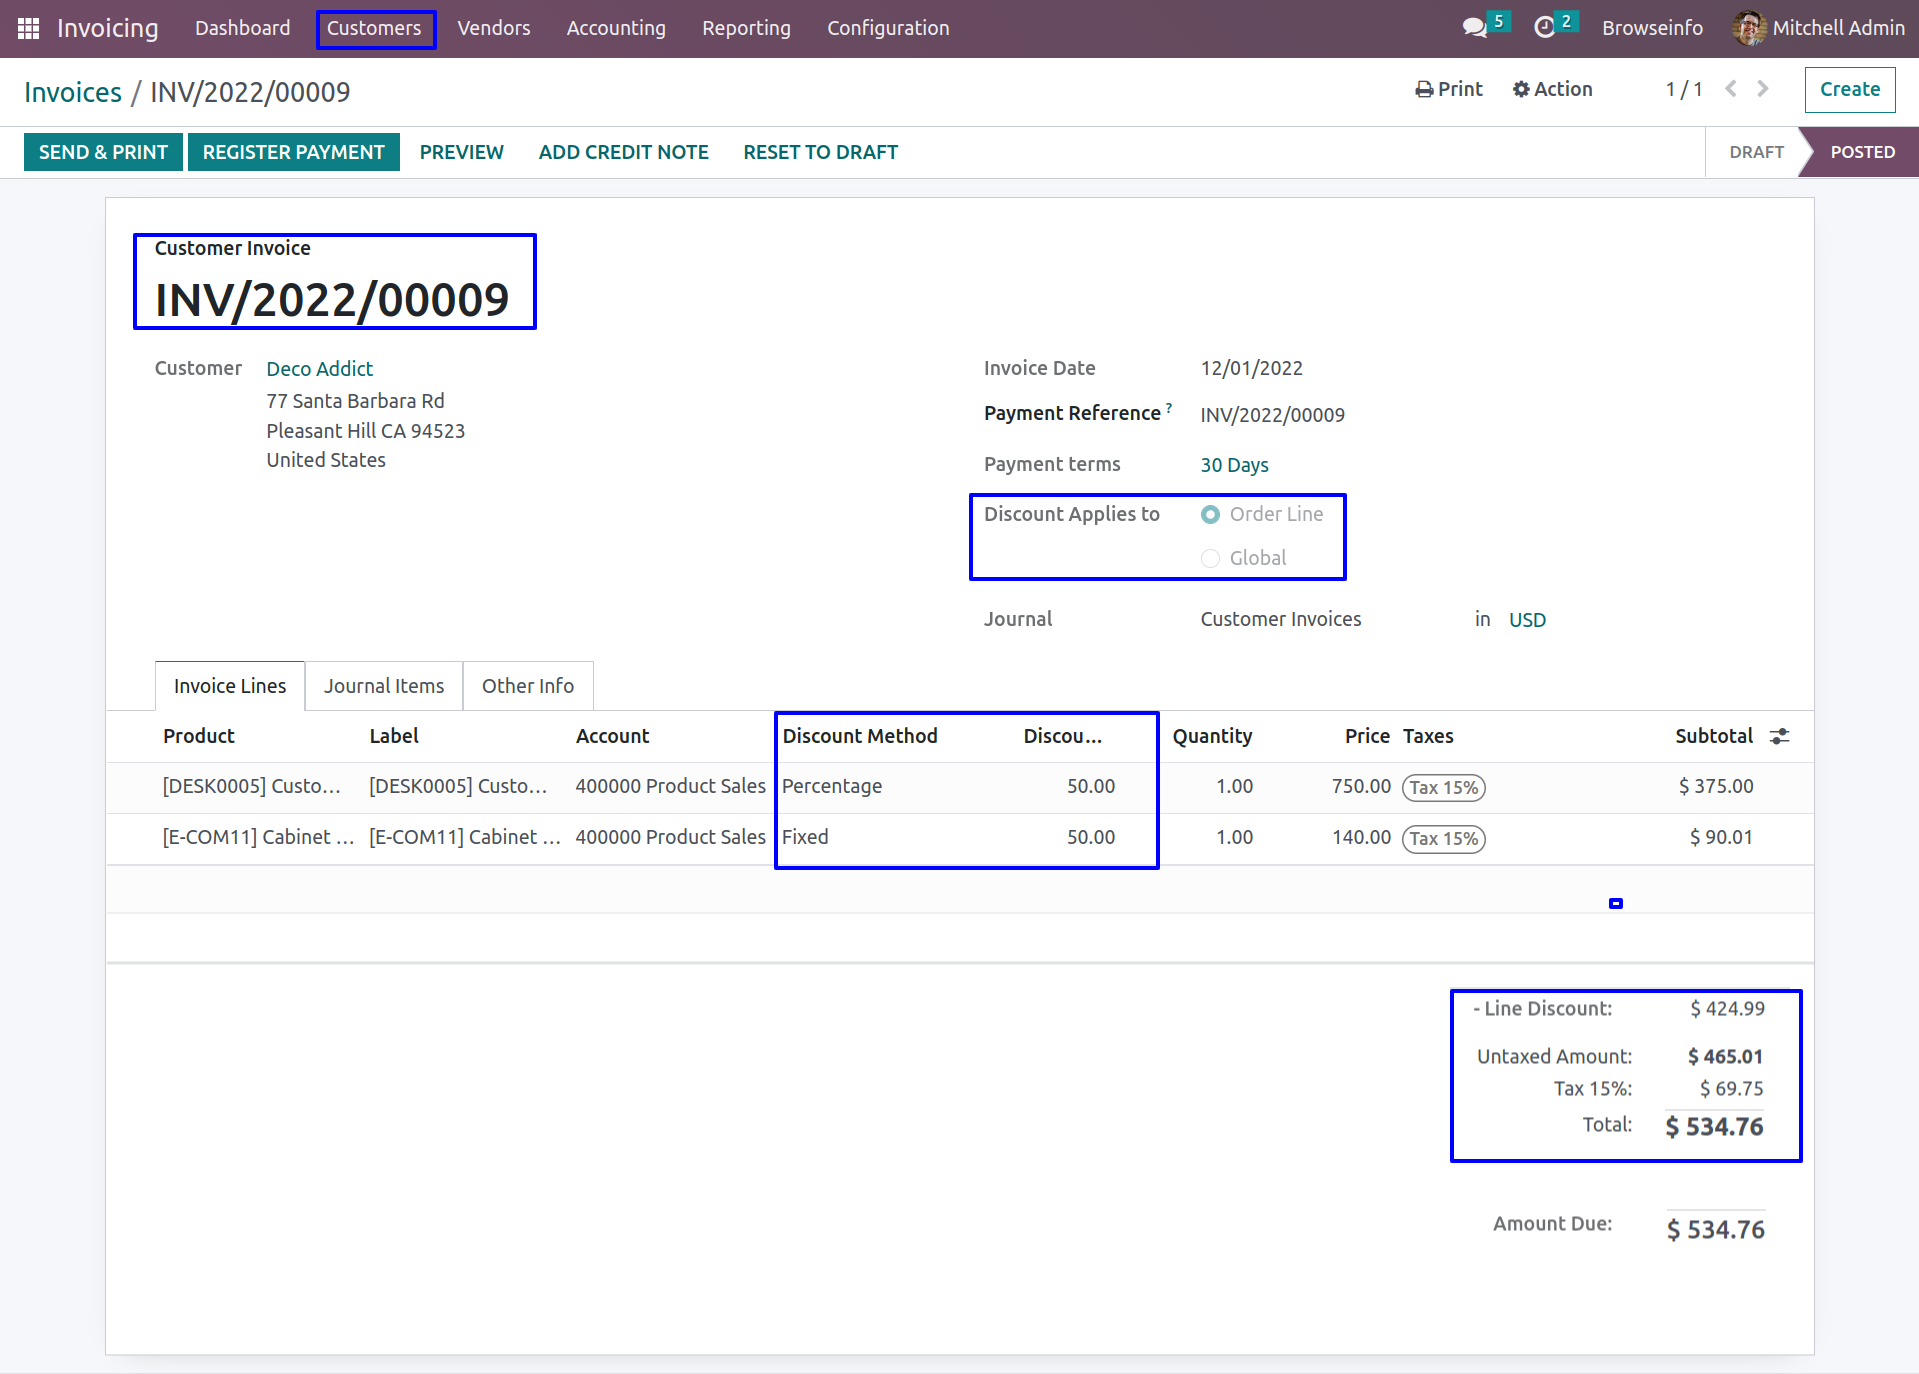 Invoicing Dashboard Customers Vendors Accounting Reporting Configuration 5 2 Browseinfo Mitchell Admin
Invoices / INV/2022/00009 Print Action 1 / 1 Create
SEND & PRINT REGISTER PAYMENT PREVIEW ADD CREDIT NOTE RESET TO DRAFT DRAFT POSTED
Customer Invoice
INV/2022/00009
Customer Deco Addict
77 Santa Barbara Rd
Pleasant Hill CA 94523
United States
Invoice Date 12/01/2022
Payment Reference ? INV/2022/00009
Payment terms 30 Days
Discount Applies to Order Line
Global
Journal Customer Invoices in USD
Invoice Lines Journal Items Other Info
Product Label Account Discount Method Discou... Quantity Price Taxes Subtotal
[DESK0005] Custo... [DESK0005] Custo... 400000 Product Sales Percentage 50.00 1.00 750.00 Tax 15% $ 375.00
[E-COM11] Cabinet ... [E-COM11] Cabinet ... 400000 Product Sales Fixed 50.00 1.00 140.00 Tax 15% $ 90.01
- Line Discount: $ 424.99
Untaxed Amount: $ 465.01
Tax 15%: $ 69.75
Total: $ 534.76
Amount Due: $ 534.76